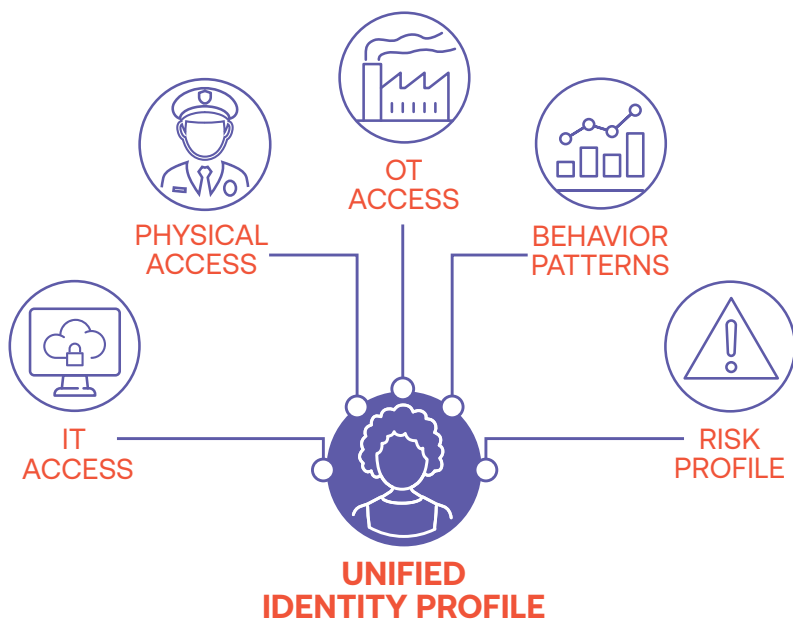 OT
ACCESS
PHYSICAL
ACCESS
BEHAVIOR
PATTERNS
IT
ACCESS
RISK
PROFILE
UNIFIED
IDENTITY PROFILE